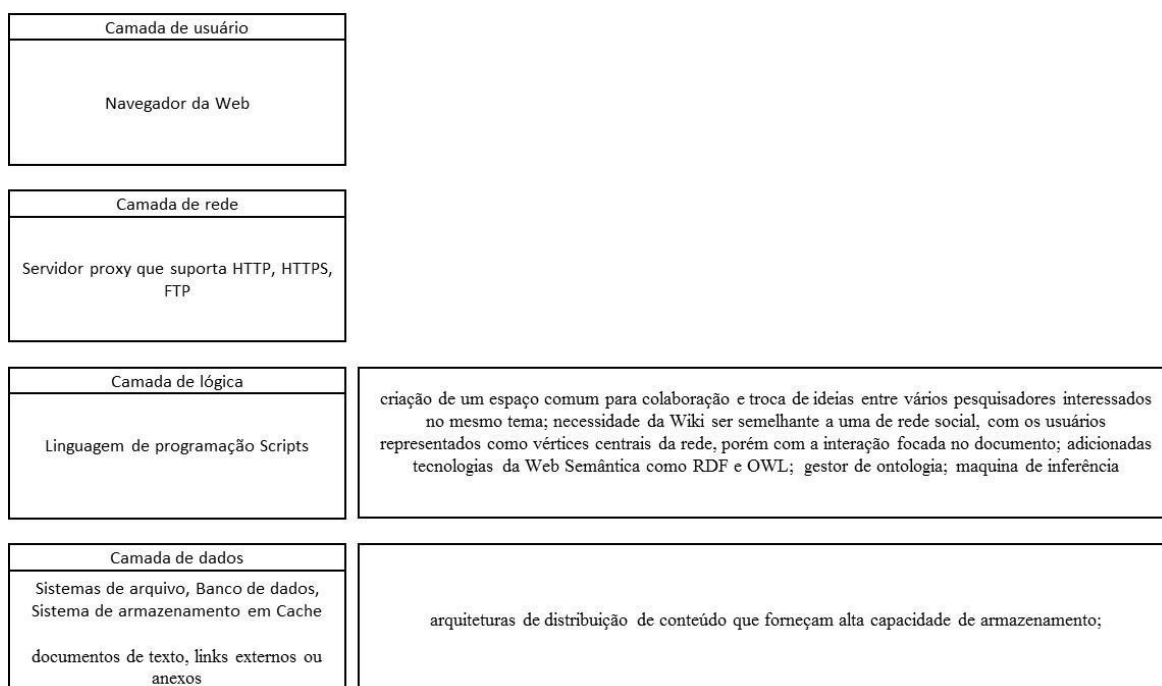 Camada de usuário
Navegador da Web
Camada de rede
Servidor proxy que suporta HTTP, HTTPS,
FTP
Camada de lógica
Linguagem de programação Scripts
criação de um espaço comum para colaboração e troca de ideias entre vários pesquisadores interessados
no mesmo tema; necessidade da Wiki ser semelhante a uma de rede social, com os usuários
representados como vértices centrais da rede, porém com a interação focada no documento; adicionadas
tecnologias da Web Semântica como RDF e OWL; gestor de ontologia; maquina de inferência
Camada de dados
Sistemas de arquivo, Banco de dados,
Sistema de armazenamento em Cache
documentos de texto, links externos ou
anexos
arquiteturas de distribuição de conteúdo que forneçam alta capacidade de armazenamento;